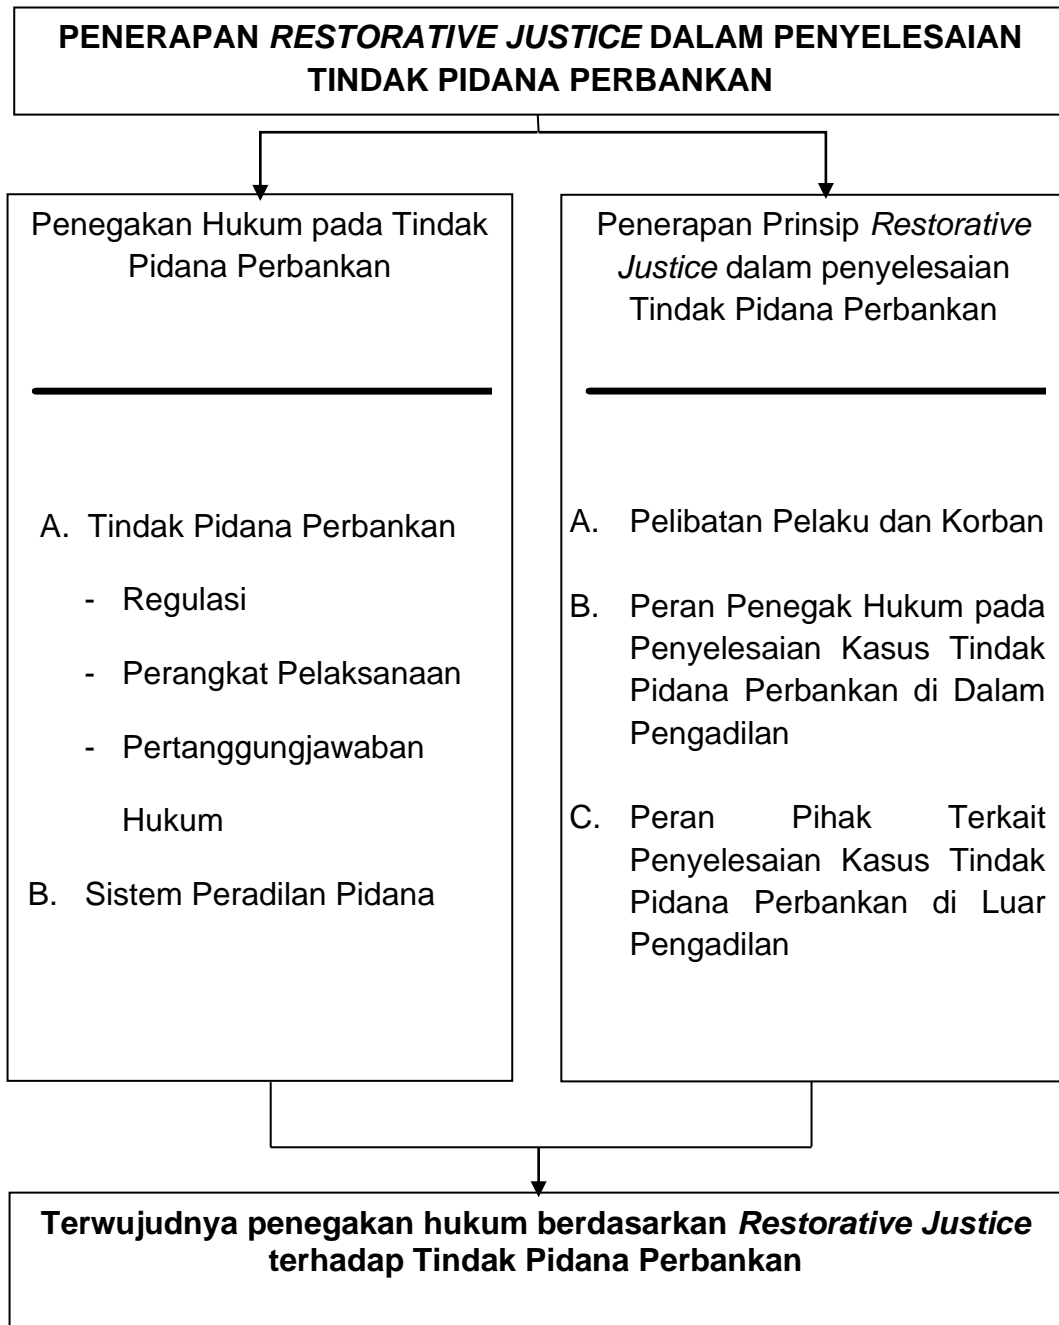 PENERAPAN RESTORATIVE JUSTICE DALAM PENYELESAIAN
TINDAK PIDANA PERBANKAN
Penegakan Hukum pada Tindak
Pidana Perbankan
A. Tindak Pidana Perbankan
- Regulasi
- Perangkat Pelaksanaan
- Pertanggungjawaban
Hukum
B. Sistem Peradilan Pidana
Penerapan Prinsip Restorative
Justice dalam penyelesaian
Tindak Pidana Perbankan
A. Pelibatan Pelaku dan Korban
B. Peran Penegak Hukum pada
Penyelesaian Kasus Tindak
Pidana Perbankan di Dalam
Pengadilan
C. Peran Pihak Terkait
Penyelesaian Kasus Tindak
Pidana Perbankan di Luar
Pengadilan
Terwujudnya penegakan hukum berdasarkan Restorative Justice
terhadap Tindak Pidana Perbankan